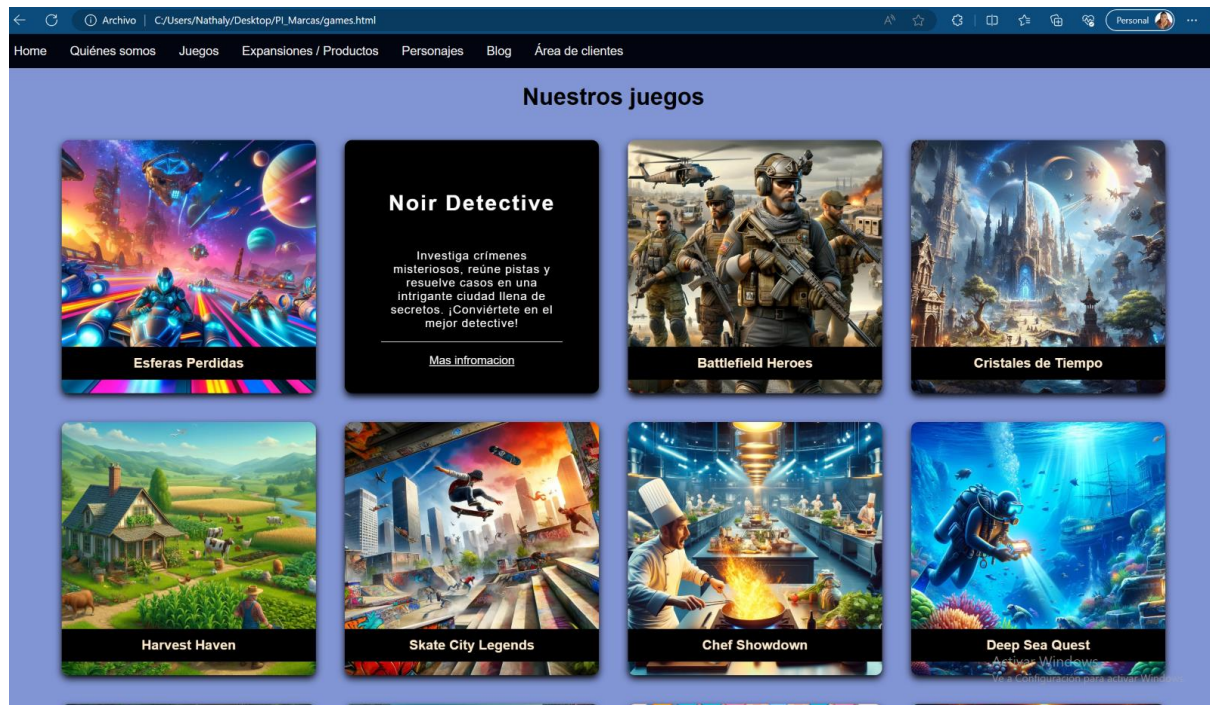 Archivo | C:/Users/Nathaly/Desktop/PI_Marcas/games.html
Personal
Home Quiénes somos Juegos Expansiones / Productos Personajes Blog Área de clientes
Nuestros juegos
Esferas Perdidas
Noir Detective
Investiga crímenes
misteriosos, reúne pistas y
resuelve casos en una
intrigante ciudad llena de
secretos. ¡Conviértete en el
mejor detective!
Mas infromacion
Battlefield Heroes
Cristales de Tiempo
Harvest Haven
Skate City Legends
Chef Showdown
Deep Sea Quest
Activar Windows
Ve a Configuración para activar Windows.